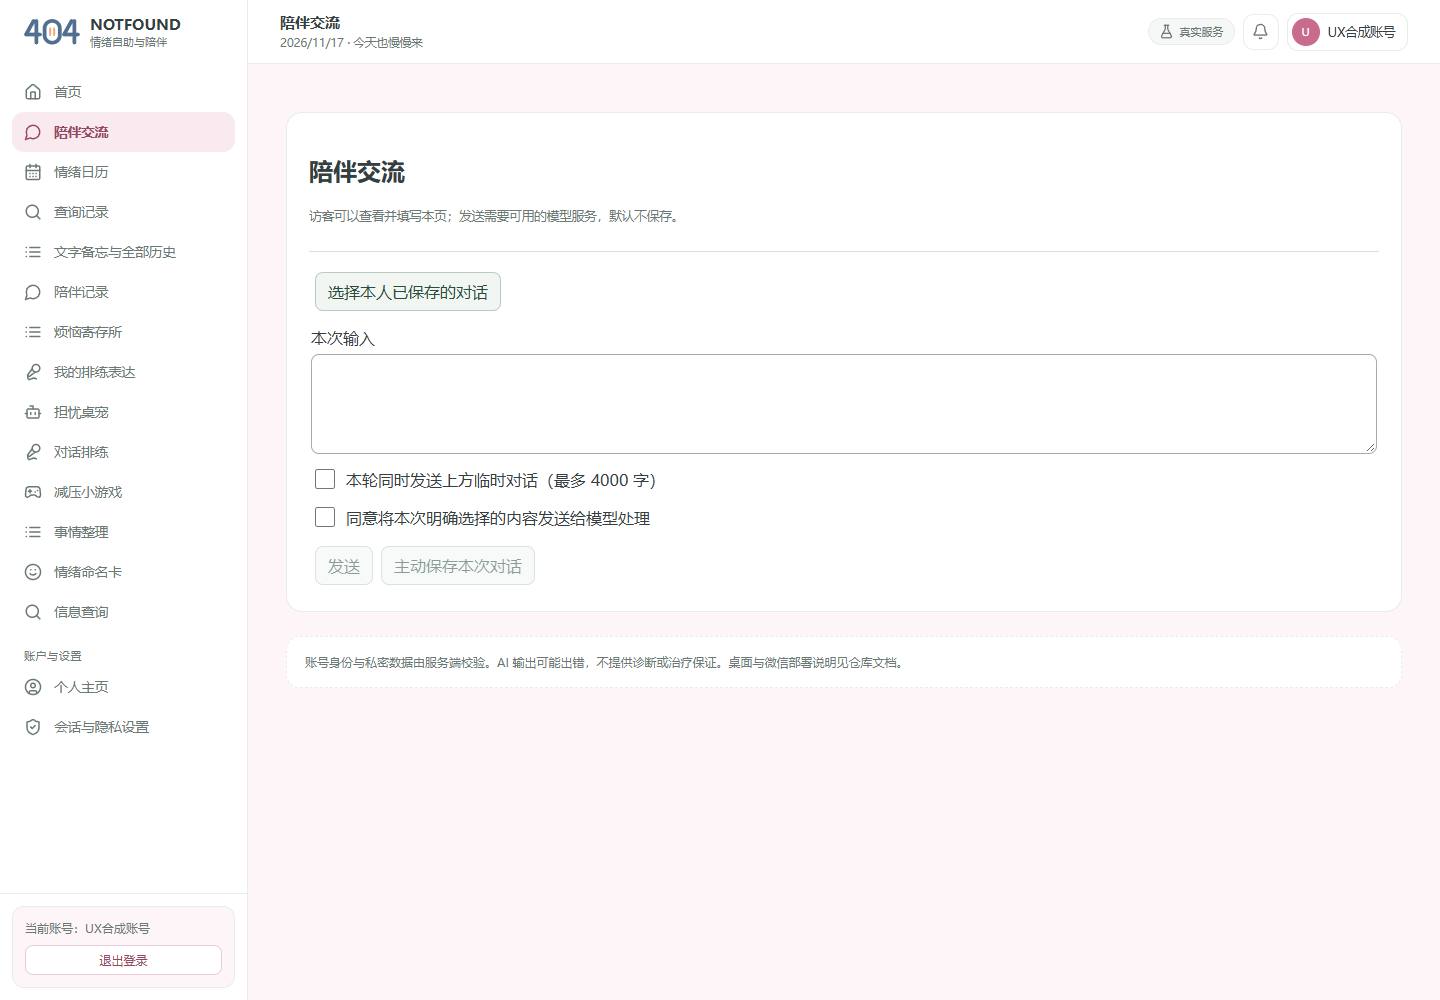 404 NOTFOUND
情绪自助与陪伴
首页
陪伴交流
情绪日历
查询记录
文字备忘与全部历史
陪伴记录
烦恼寄存所
我的排练表达
担忧桌宠
对话排练
减压小游戏
事情整理
情绪命名卡
信息查询
账户与设置
个人主页
会话与隐私设置
当前账号：UX合成账号
退出登录
陪伴交流
2026/11/17 · 今天也慢慢来
真实服务
U UX合成账号
陪伴交流
访客可以查看并填写本页；发送需要可用的模型服务，默认不保存。
选择本人已保存的对话
本次输入
本轮同时发送上方临时对话（最多 4000 字）
同意将本次明确选择的内容发送给模型处理
发送 主动保存本次对话
账号身份与私密数据由服务端校验。AI 输出可能出错，不提供诊断或治疗保证。桌面与微信部署说明见仓库文档。